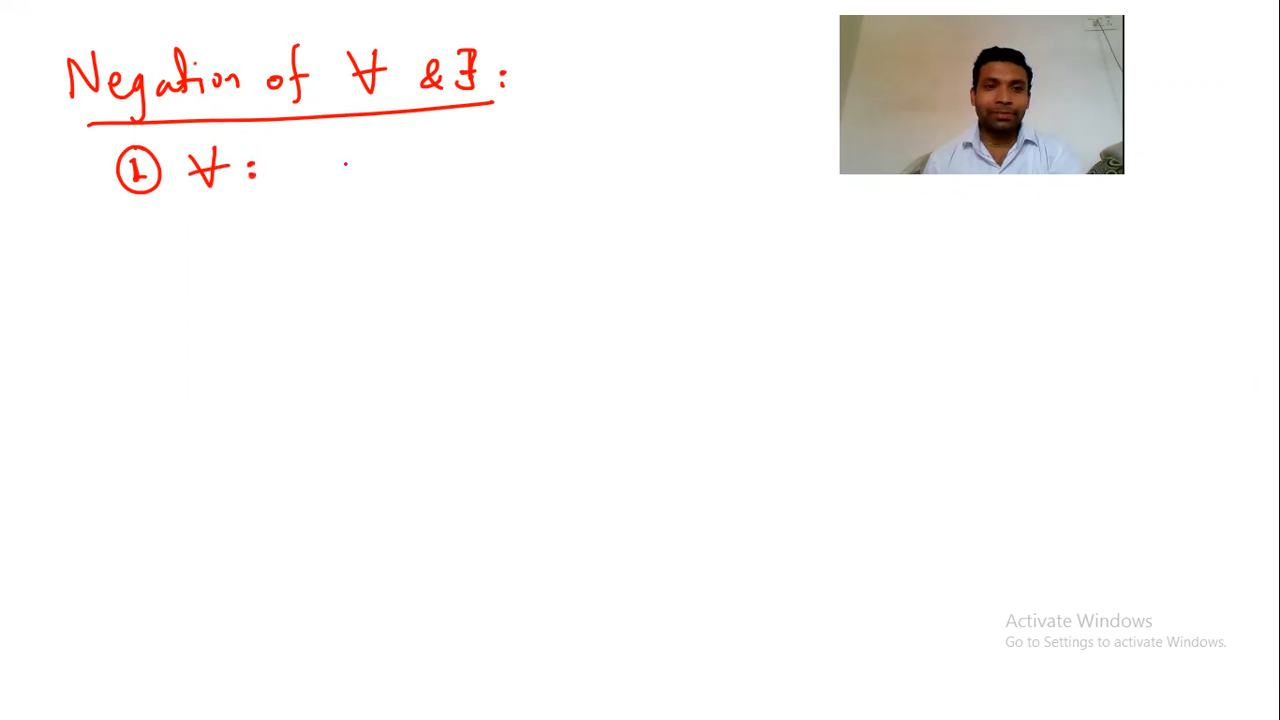 Negation of ∀ & ∃ :
① ∀ :
Activate Windows
Go to Settings to activate Windows.